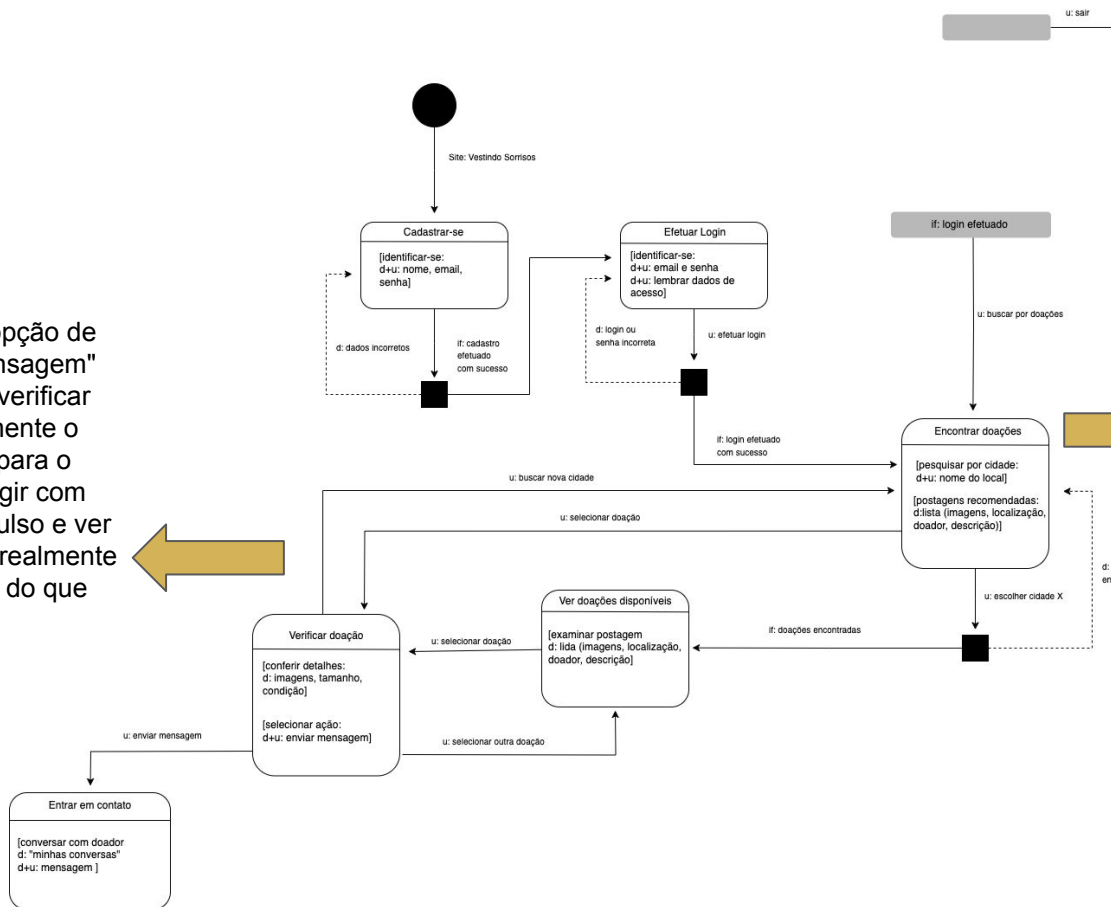 u: sair
Site: Vestindo Sorrisos
Cadastrar-se
[identificar-se:
d+u: nome, email,
senha]
d: dados incorretos
if: cadastro
efetuado
com sucesso
Efetuar Login
[identificar-se:
d+u: email e senha
d+u: lembrar dados de
acesso]
d: login ou
senha incorreta
u: efetuar login
if: login efetuado
com sucesso
if: login efetuado
u: buscar por doações
Encontrar doações
[pesquisar por cidade:
d+u: nome do local]
[postagens recomendadas:
d:lista (imagens, localização,
doador, descrição)]
d:
en
u: escolher cidade X
u: buscar nova cidade
u: selecionar doação
opção de
nsagem"
verificar
mente o
para o
gir com
ulso e ver
realmente
do que
Ver doações disponíveis
[examinar postagem
d: lida (imagens, localização,
doador, descrição]
if: doações encontradas
u: selecionar doação
Verificar doação
[conferir detalhes:
d: imagens, tamanho,
condição]
[selecionar ação:
d+u: enviar mensagem]
u: selecionar outra doação
u: enviar mensagem
Entrar em contato
[conversar com doador
d: "minhas conversas"
d+u: mensagem ]